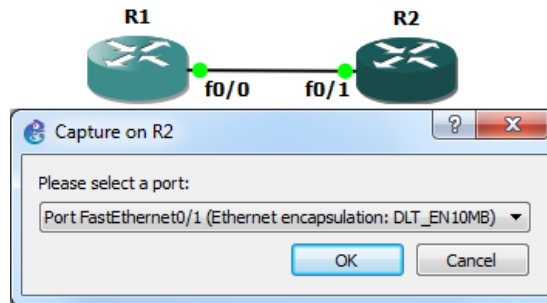 R1 R2
f0/0 f0/1
Capture on R2
Please select a port:
Port FastEthernet0/1 (Ethernet encapsulation: DLT_EN10MB)
OK Cancel